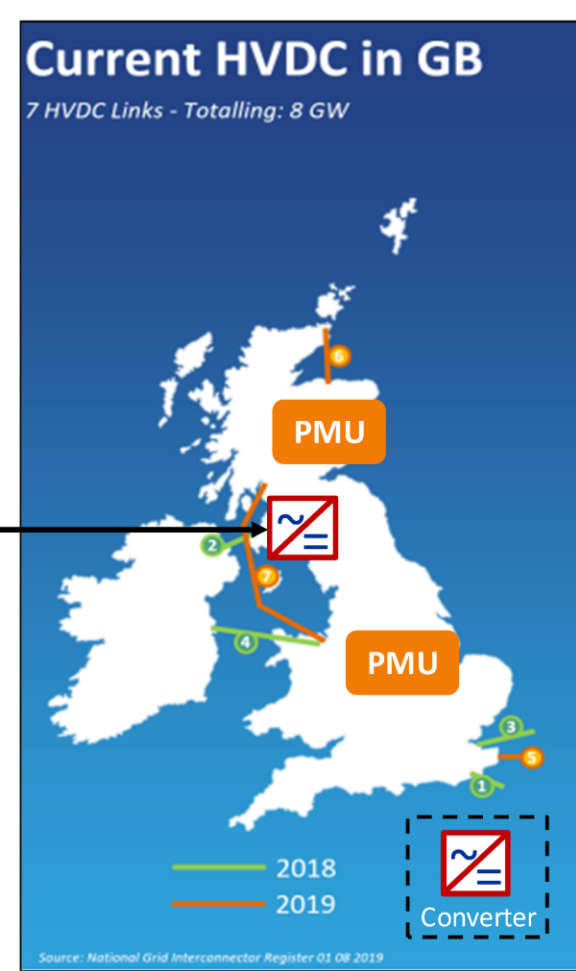 Current HVDC in GB
7 HVDC Links - Totalling: 8 GW
6
PMU
2
7
4
PMU
3
5
1
2018
2019
Converter
Source: National Grid Interconnector Register 01 08 2019